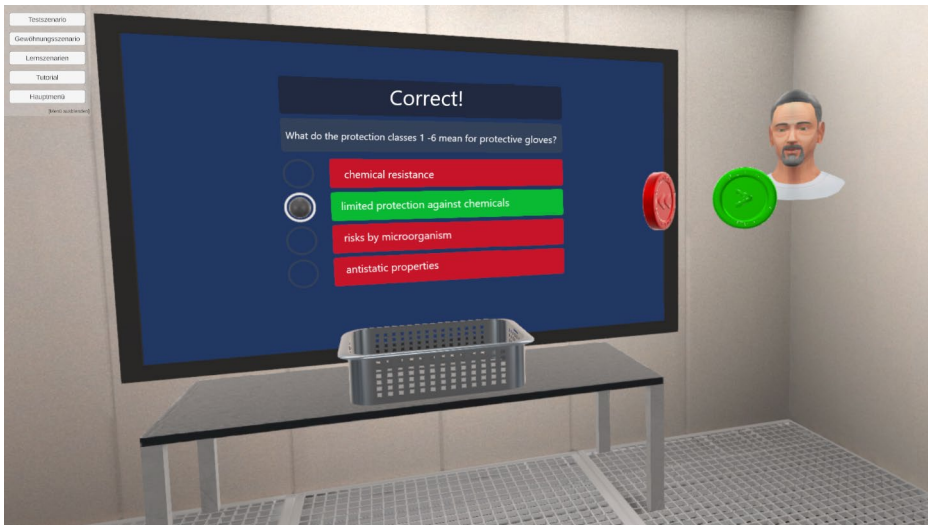 Testszenario
Gewöhnungsszenario
Lernszenarien
Tutorial
Hauptmenü
Correct!
What do the protection classes 1 -6 mean for protective gloves?
chemical resistance
limited protection against chemicals
risks by microorganism
antistatic properties